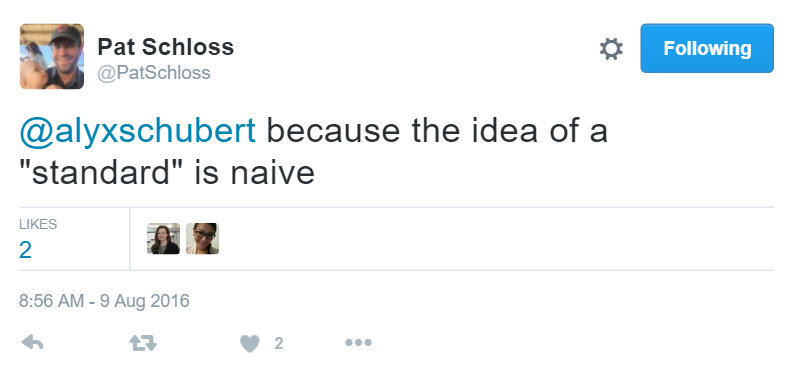 Pat Schloss
@PatSchloss
Following
@alyxschubert because the idea of a
"standard" is naive
LIKES
2
8:56 AM - 9 Aug 2016
2